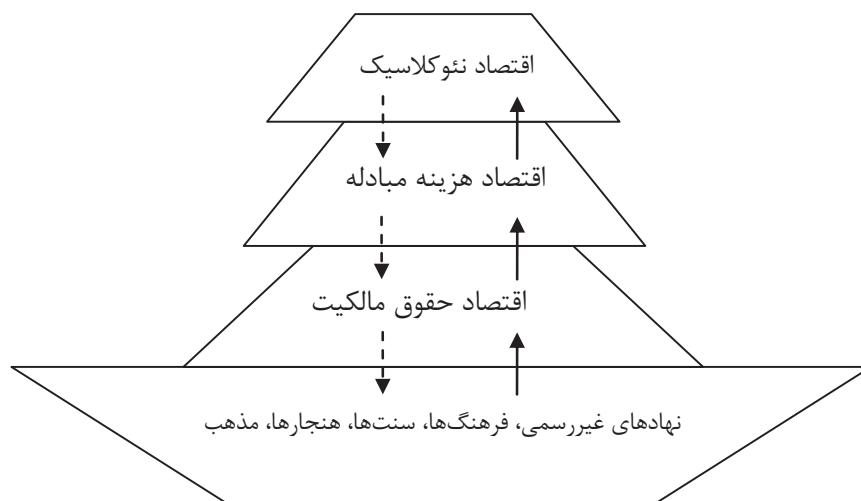 اقتصاد نئوکلاسیک
اقتصاد هزینه مبادله
اقتصاد حقوق مالکیت
نهادهای غیررسمی، فرهنگ‌ها، سنت‌ها، هنجارها، مذهب